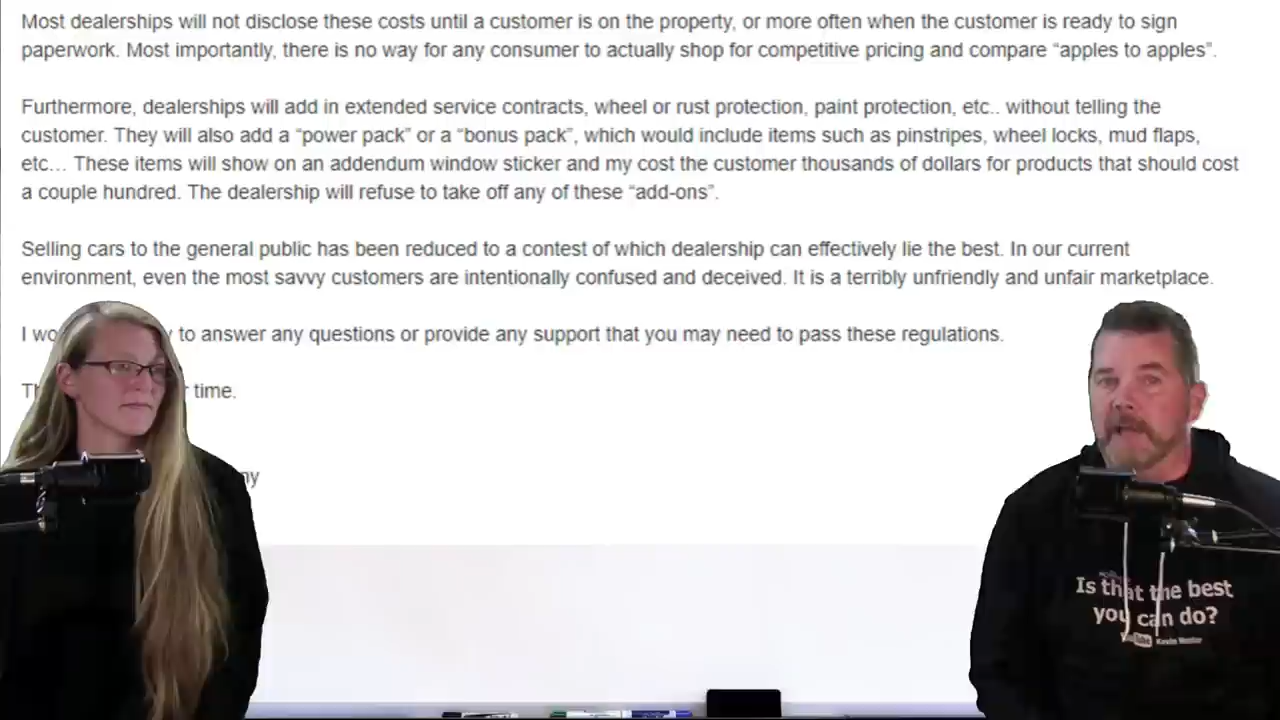 Most dealerships will not disclose these costs until a customer is on the property, or more often when the customer is ready to sign
paperwork. Most importantly, there is no way for any consumer to actually shop for competitive pricing and compare “apples to apples”.
Furthermore, dealerships will add in extended service contracts, wheel or rust protection, paint protection, etc.. without telling the
customer. They will also add a “power pack” or a “bonus pack”, which would include items such as pinstripes, wheel locks, mud flaps,
etc… These items will show on an addendum window sticker and my cost the customer thousands of dollars for products that should cost
a couple hundred. The dealership will refuse to take off any of these “add-ons”.
Selling cars to the general public has been reduced to a contest of which dealership can effectively lie the best. In our current
environment, even the most savvy customers are intentionally confused and deceived. It is a terribly unfriendly and unfair marketplace.
I to answer any questions or provide any support that you may need to pass these regulations.
time.
Is that the best
you can do?